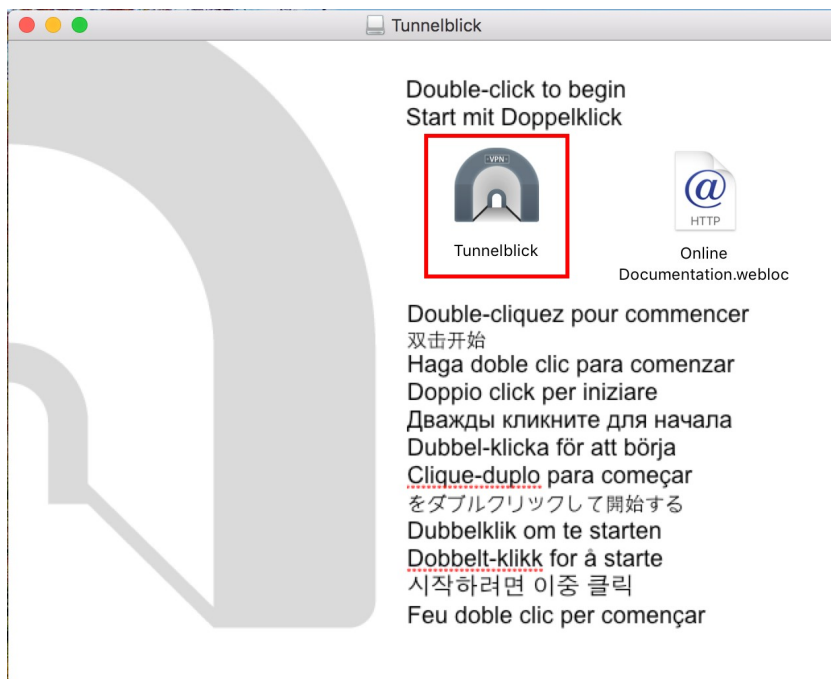 Tunnelblick
Double-click to begin
Start mit Doppelklick
VPN
Tunnelblick
@
HTTP
Online
Documentation.webloc
Double-cliquez pour commencer
双击开始
Haga doble clic para comenzar
Doppio click per iniziare
Дважды кликните для начала
Dubbel-klicka för att börja
Clique-duplo para começar
をダブルクリックして開始する
Dubbelklik om te starten
Dobbelt-klikk for å starte
시작하려면 이중 클릭
Feu doble clic per començar